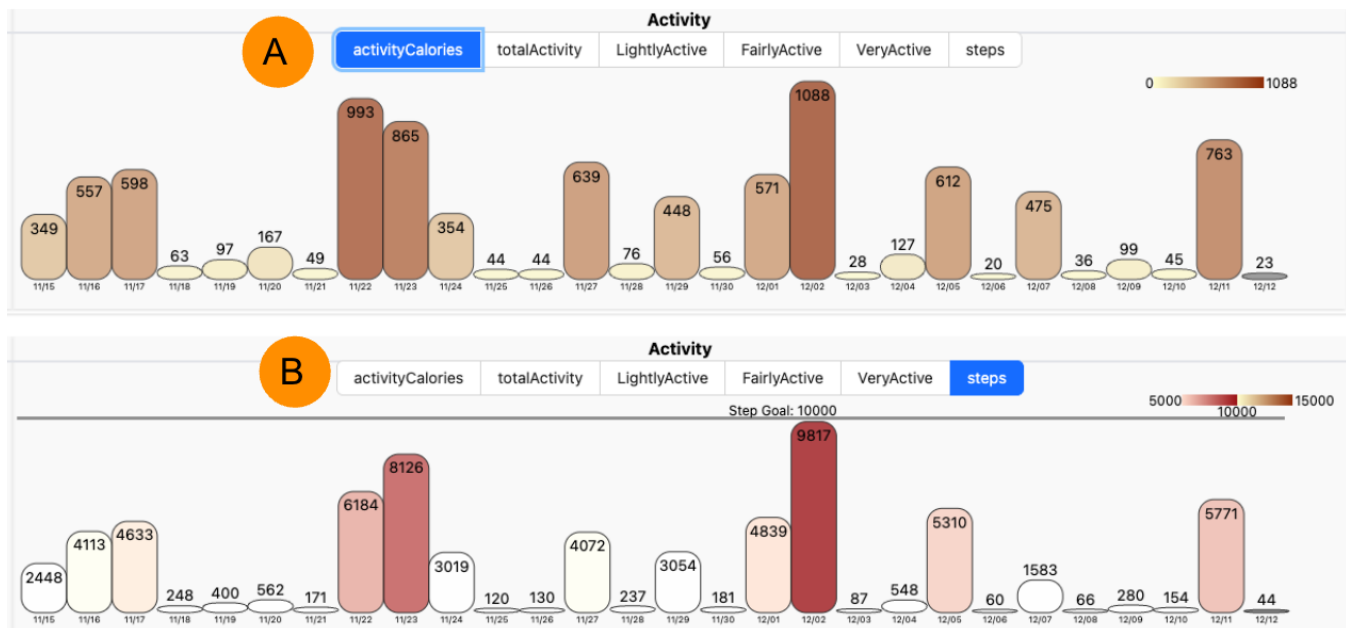 Activity
A
activityCalories totalActivity LightlyActive FairlyActive VeryActive steps
0 1088
349 557 598 63 97 167 49 993 865 354 44 44 639 76 448 56 571 1088 28 127 612 20 475 36 99 45 763 23
11/15 11/16 11/17 11/18 11/19 11/20 11/21 11/22 11/23 11/24 11/25 11/26 11/27 11/28 11/29 11/30 12/01 12/02 12/03 12/04 12/05 12/06 12/07 12/08 12/09 12/10 12/11 12/12
Activity
B
activityCalories totalActivity LightlyActive FairlyActive VeryActive steps
5000 10000 15000
Step Goal: 10000
2448 4113 4633 248 400 562 171 6184 8126 3019 120 130 4072 237 3054 181 4839 9817 87 548 5310 60 1583 66 280 154 5771 44
11/15 11/16 11/17 11/18 11/19 11/20 11/21 11/22 11/23 11/24 11/25 11/26 11/27 11/28 11/29 11/30 12/01 12/02 12/03 12/04 12/05 12/06 12/07 12/08 12/09 12/10 12/11 12/12